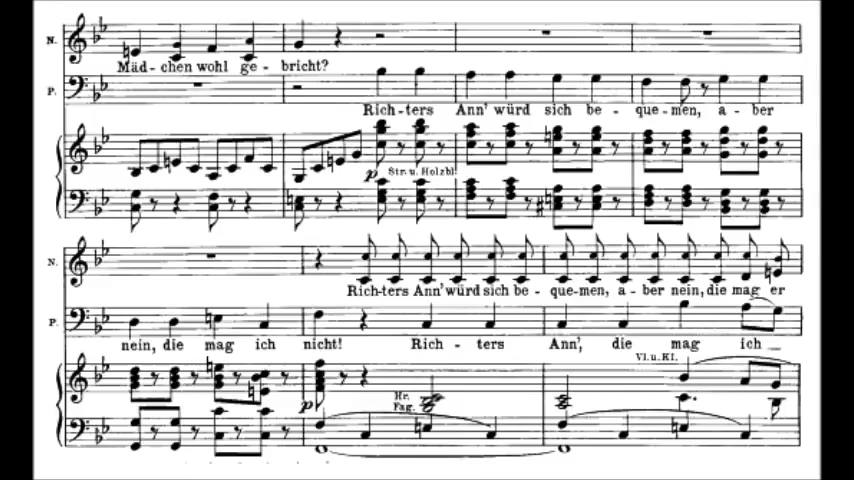 N.
Mäd-chen wohl ge-bricht?
P.
Rich-ters Ann' würd sich be-que-men, a-ber
p Str. u. Holzbl.
N.
Rich-ters Ann' würd sich be-que-men, a-ber nein, die mag er
P.
nein, die mag ich nicht! Rich-ters Ann', die mag ich
Vl. u. Kl.
p Hr.
Fag.